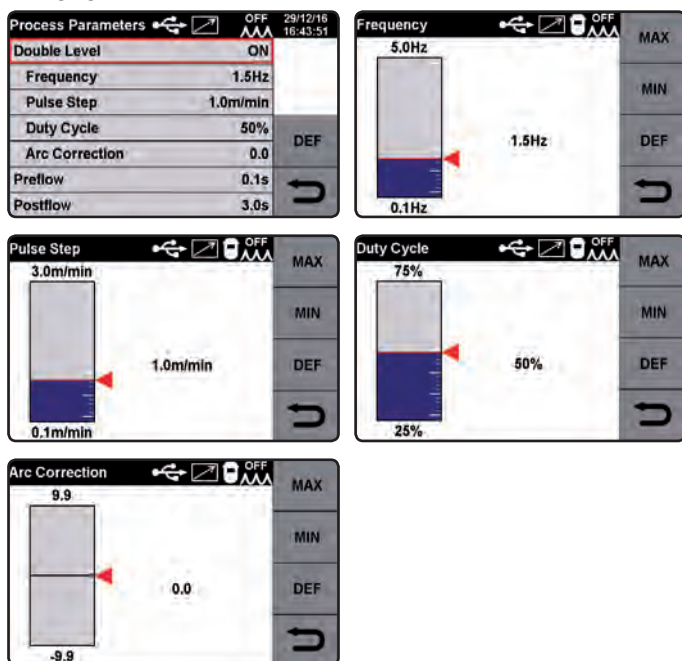 Process Parameters OFF 29/12/16 16:43:51
Double Level ON
Frequency 1.5Hz
Pulse Step 1.0m/min
Duty Cycle 50%
Arc Correction 0.0
Preflow 0.1s
Postflow 3.0s
DEF
Frequency OFF
5.0Hz
1.5Hz
0.1Hz
MAX
MIN
DEF
Pulse Step OFF
3.0m/min
1.0m/min
0.1m/min
MAX
MIN
DEF
Duty Cycle OFF
75%
50%
25%
MAX
MIN
DEF
Arc Correction OFF
9.9
0.0
-9.9
MAX
MIN
DEF